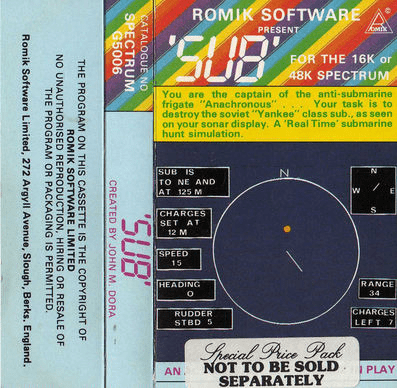 THE PROGRAM ON THIS CASSETTE IS THE COPYRIGHT OF
ROMIK SOFTWARE LIMITED
NO UNAUTHORISED REPRODUCTION, HIRING OR RESALE OF
THE PROGRAM OR PACKAGING IS PERMITTED.
Romik Software Limited, 272 Argyll Avenue, Slough, Berks. England.
CATALOGUE NO
SPECTRUM
G5006
'SUB'
CREATED BY JOHN M. DORA
ROMIK SOFTWARE
PRESENT
'SUB'
ROMIK
FOR THE 16K or
48K SPECTRUM
You are the captain of the anti-submarine
frigate "Anachronous" . . . Your task is to
destroy the soviet "Yankee" class sub., as seen
on your sonar display. A 'Real Time' submarine
hunt simulation.
SUB IS
TO NE AND
AT 125 M
CHARGES
SET AT
12 M
SPEED
15
HEADING
0
RUDDER
STBD 5
N
N
W E
S
RANGE
34
CHARGES
LEFT 7
AN
N PLAY
Special Price Pack
NOT TO BE SOLD
SEPARATELY